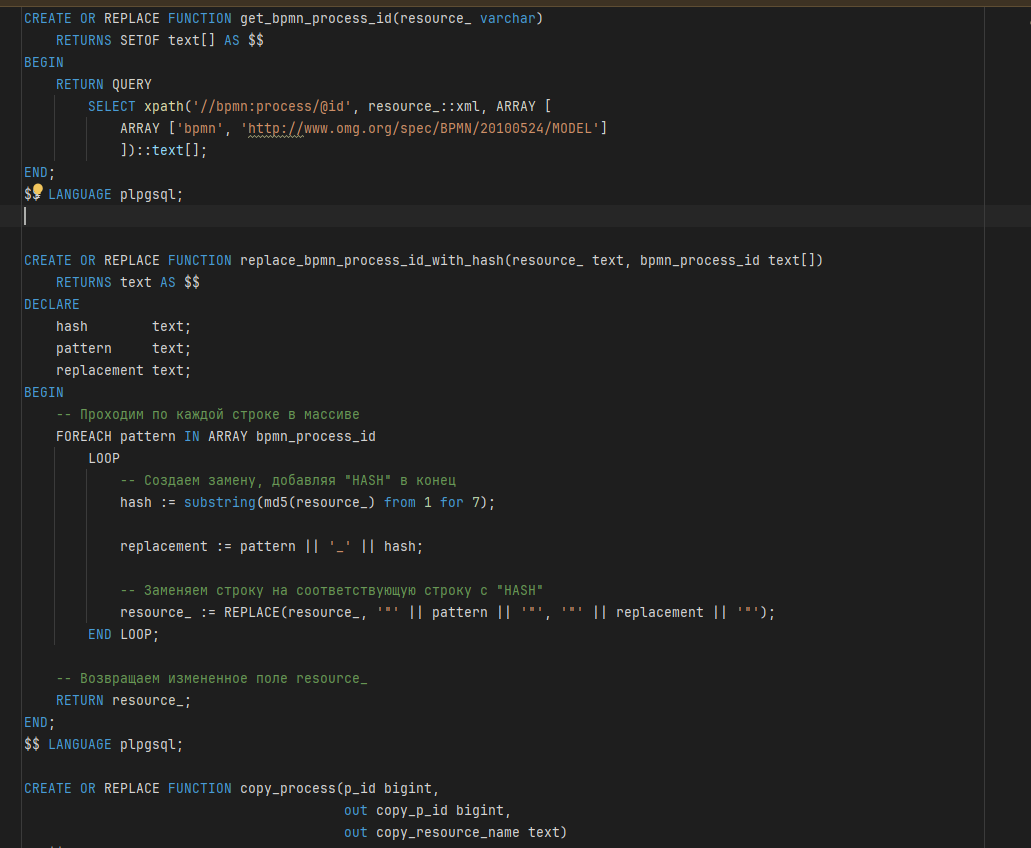 CREATE OR REPLACE FUNCTION get_bpmn_process_id(resource_ varchar)
    RETURNS SETOF text[] AS $$
BEGIN
    RETURN QUERY
        SELECT xpath('//bpmn:process/@id', resource_::xml, ARRAY [
            ARRAY ['bpmn', 'http://www.omg.org/spec/BPMN/20100524/MODEL']
            ])::text[];
END;
$$ LANGUAGE plpgsql;

CREATE OR REPLACE FUNCTION replace_bpmn_process_id_with_hash(resource_ text, bpmn_process_id text[])
    RETURNS text AS $$
DECLARE
    hash        text;
    pattern     text;
    replacement text;
BEGIN
    -- Проходим по каждой строке в массиве
    FOREACH pattern IN ARRAY bpmn_process_id
        LOOP
            -- Создаем замену, добавляя "HASH" в конец
            hash := substring(md5(resource_) from 1 for 7);

            replacement := pattern || '_' || hash;

            -- Заменяем строку на соответствующую строку с "HASH"
            resource_ := REPLACE(resource_, '"' || pattern || '"', '"' || replacement || '"');
        END LOOP;

    -- Возвращаем измененное поле resource_
    RETURN resource_;
END;
$$ LANGUAGE plpgsql;

CREATE OR REPLACE FUNCTION copy_process(p_id bigint,
                                        out copy_p_id bigint,
                                        out copy_resource_name text)